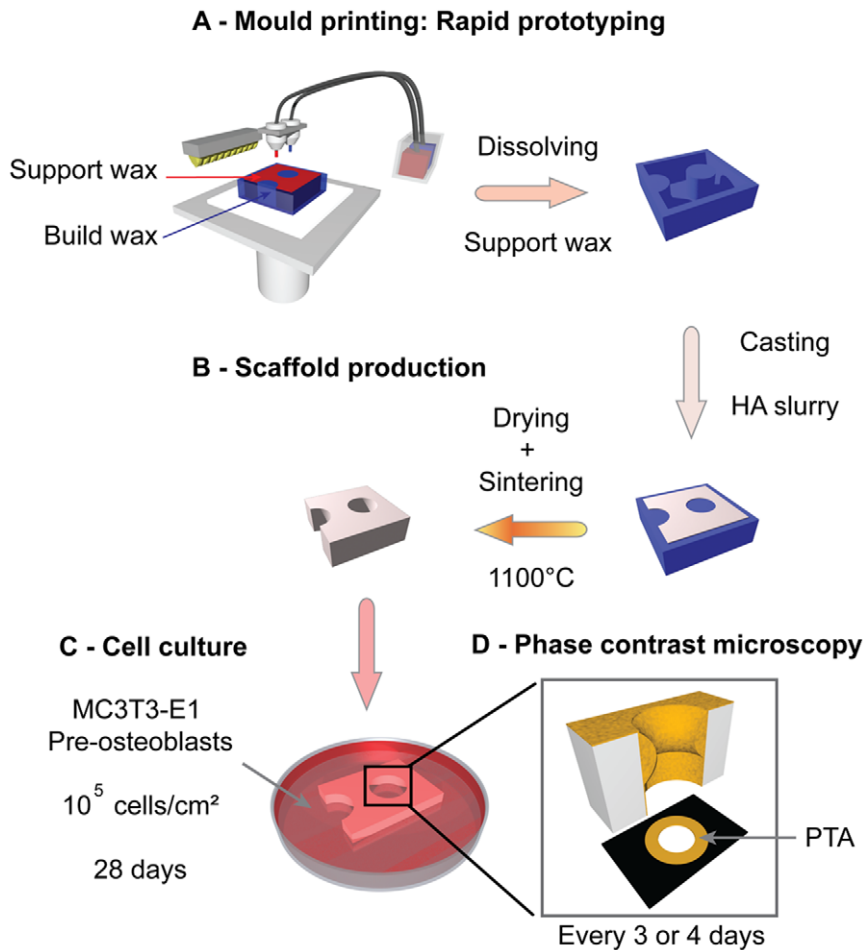 A - Mould printing: Rapid prototyping
Support wax
Build wax
Dissolving
Support wax
Casting
HA slurry
B - Scaffold production
Drying
+
Sintering
1100°C
C - Cell culture
MC3T3-E1
Pre-osteoblasts
10⁵ cells/cm²
28 days
D - Phase contrast microscopy
PTA
Every 3 or 4 days